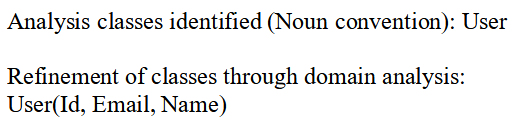 Analysis classes identified (Noun convention): User
Refinement of classes through domain analysis:
User(Id, Email, Name)